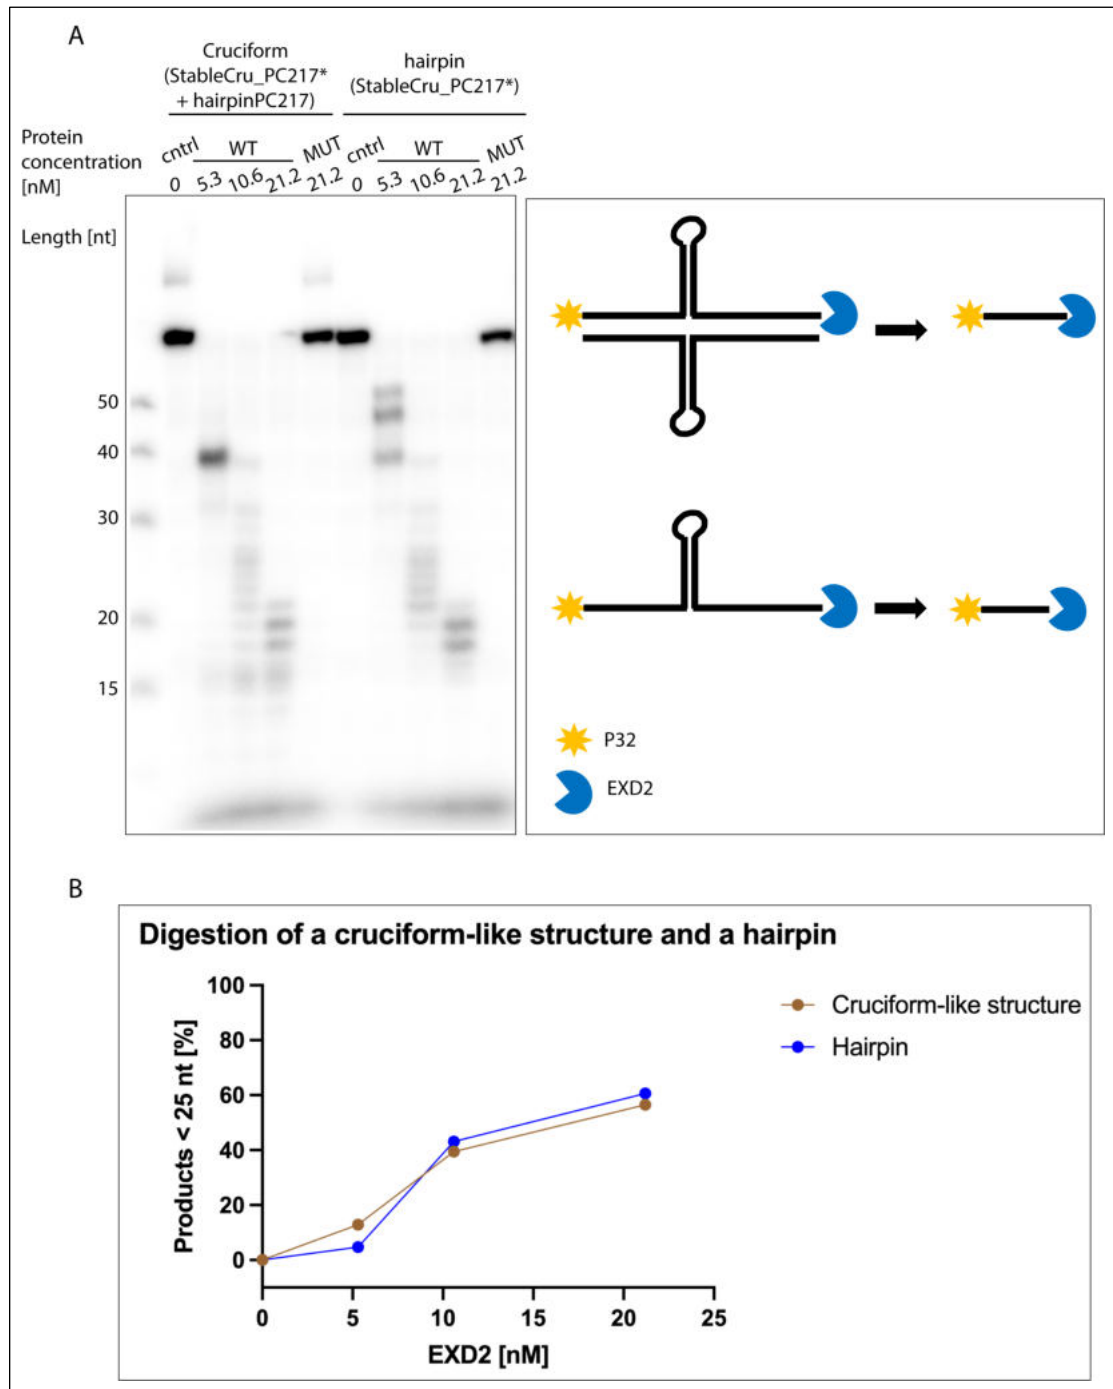 A
Cruciform
(StableCru_PC217*
+ hairpinPC217)
hairpin
(StableCru_PC217*)
Protein
concentration
[nM]
cntrl WT MUT cntrl WT MUT
0 5.3 10.6 21.2 21.2 0 5.3 10.6 21.2 21.2
Length [nt]
50
40
30
20
15
P32
EXD2
B
Digestion of a cruciform-like structure and a hairpin
Products < 25 nt [%]
100
80
60
40
20
0
0 5 10 15 20 25
EXD2 [nM]
Cruciform-like structure
Hairpin